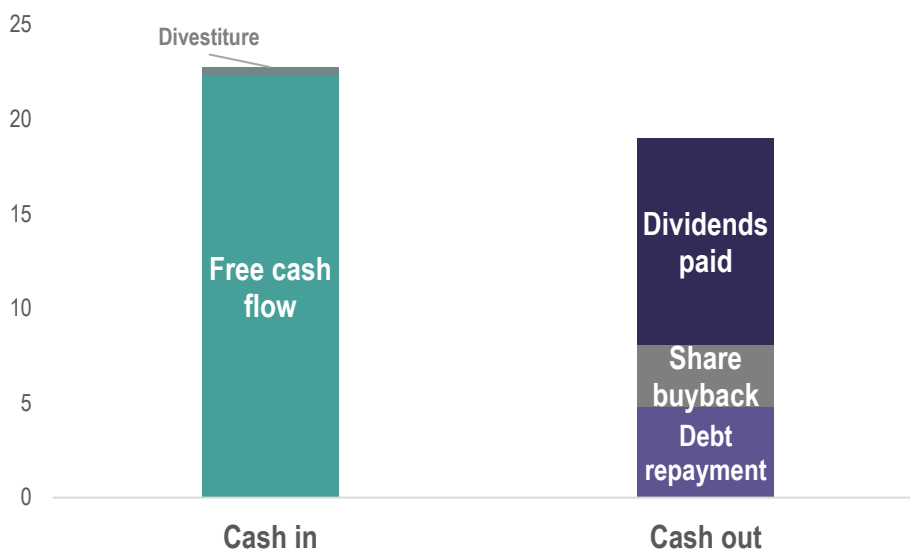 25
20
15
10
5
0
Divestiture
Free cash
flow
Dividends
paid
Share
buyback
Debt
repayment
Cash in
Cash out